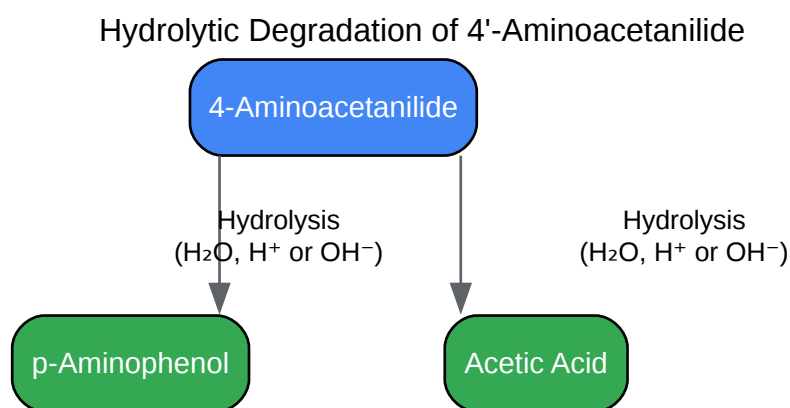 Hydrolytic Degradation of 4'-Aminoacetanilide
4-Aminoacetanilide
Hydrolysis
(H₂O, H⁺ or OH⁻)
Hydrolysis
(H₂O, H⁺ or OH⁻)
p-Aminophenol
Acetic Acid